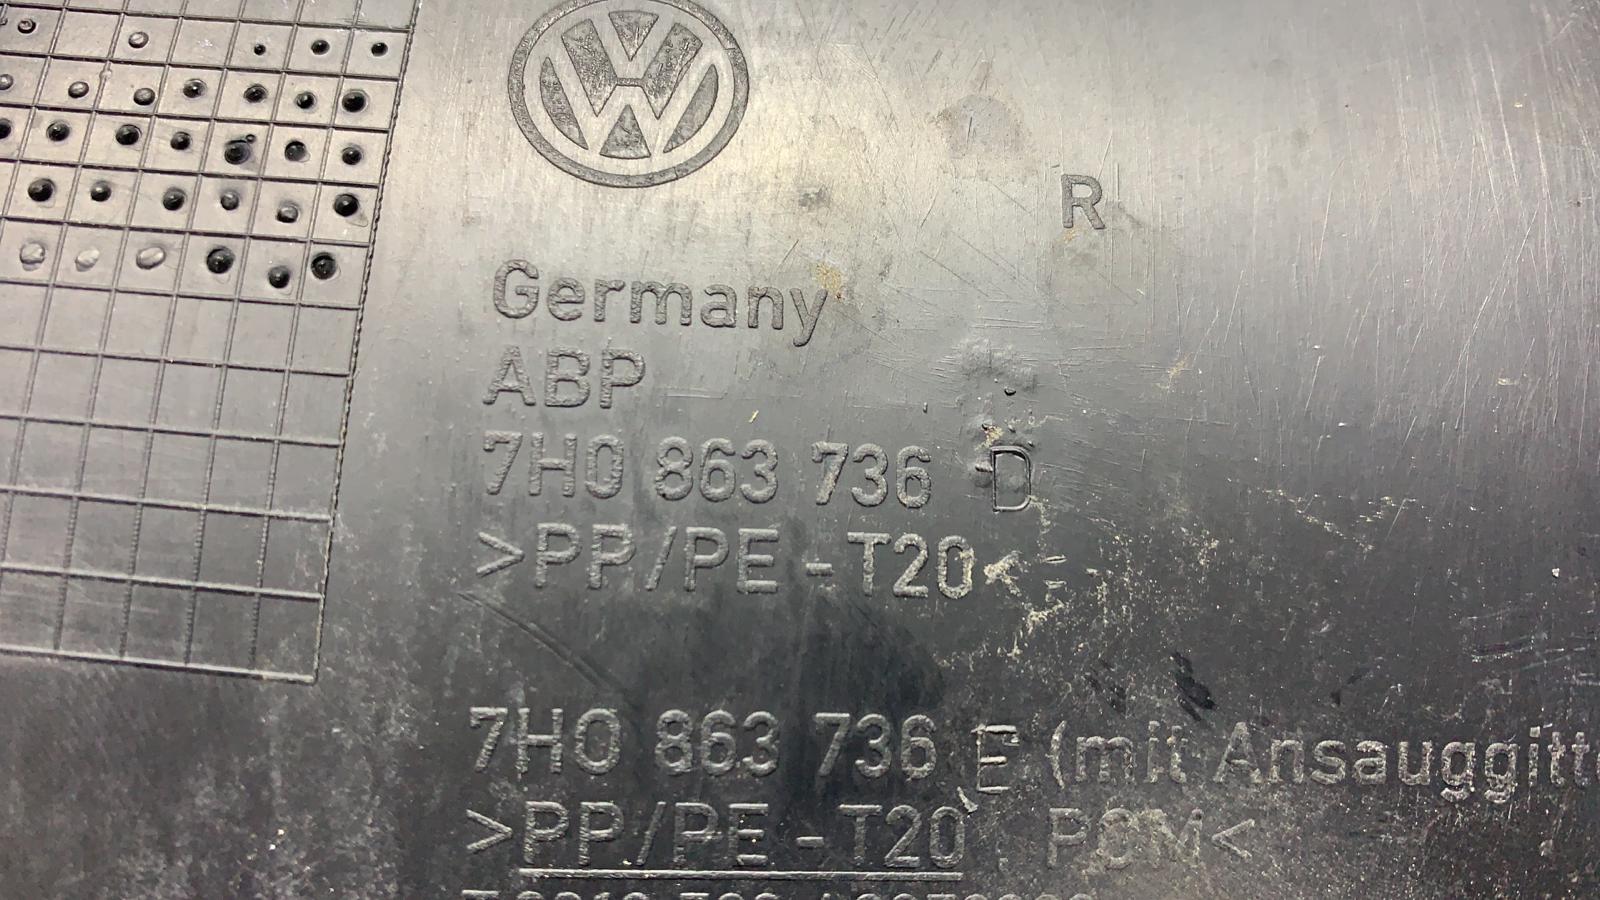 R
Germany
ABP
7H0 863 736 D
>PP/PE-T20<
7H0 863 736 E (mit Ansauggitte
>PP/PE-T20, POM<